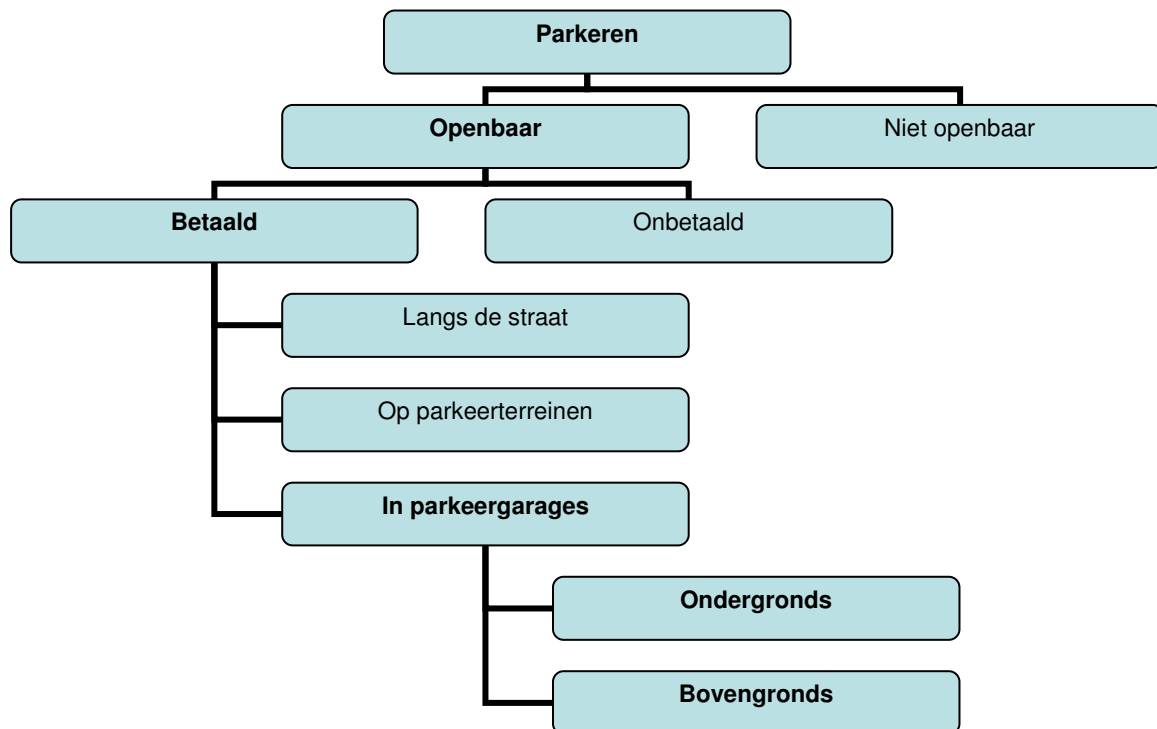 Parkeren
Openbaar
Niet openbaar
Betaald
Onbetaald
Langs de straat
Op parkeerterreinen
In parkeergarages
Ondergronds
Bovengronds